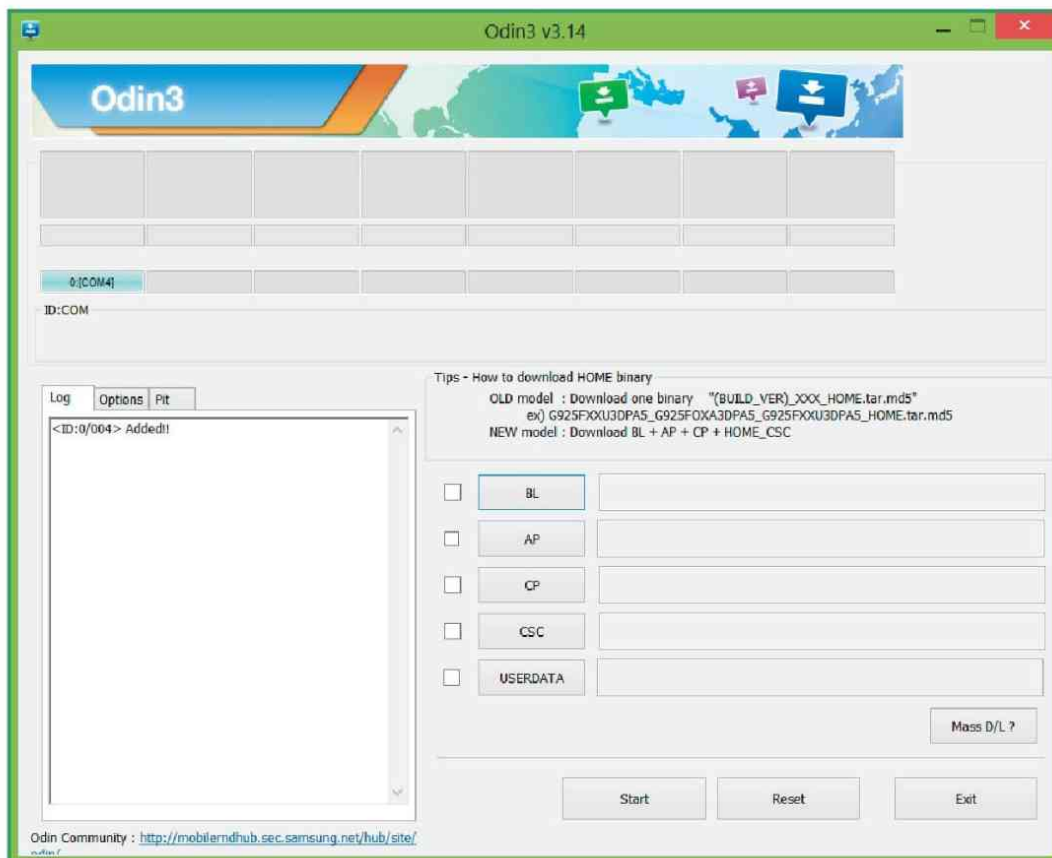 Odin3 v3.14
Odin3
0:[COM4]
ID:COM
Log
Options
Pit
<ID:0/004> Added!!
Tips - How to download HOME binary
OLD model : Download one binary "(BUILD_VER)_XXX_HOME.tar.md5"
ex) G925FXXU3DPA5_G925FOXA3DPA5_G925FXXU3DPA5_HOME.tar.md5
NEW model : Download BL + AP + CP + HOME_CSC
BL
AP
CP
CSC
USERDATA
Mass D/L ?
Start
Reset
Exit
Odin Community : http://mobilerndhub.sec.samsung.net/hub/site/
odin/